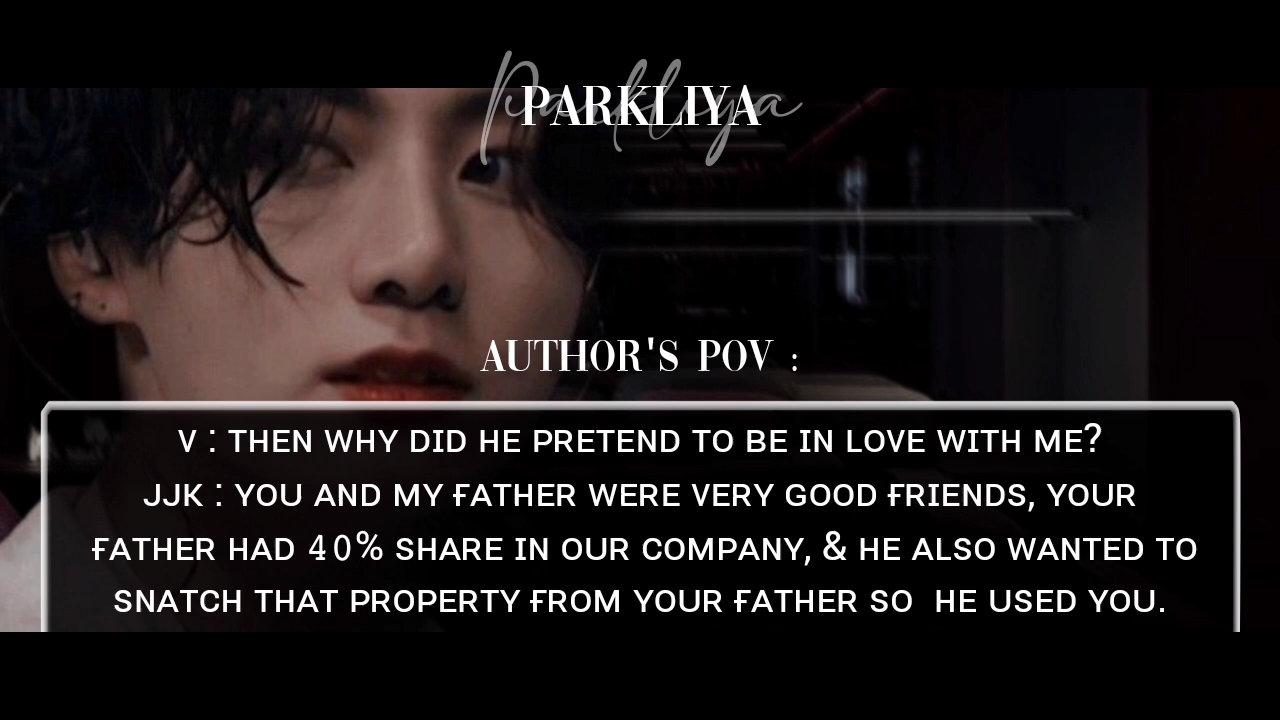 Parkliya
PARKLIYA
AUTHOR'S POV :
V : THEN WHY DID HE PRETEND TO BE IN LOVE WITH ME?
JJK : YOU AND MY FATHER WERE VERY GOOD FRIENDS, YOUR
FATHER HAD 40% SHARE IN OUR COMPANY, & HE ALSO WANTED TO
SNATCH THAT PROPERTY FROM YOUR FATHER SO HE USED YOU.